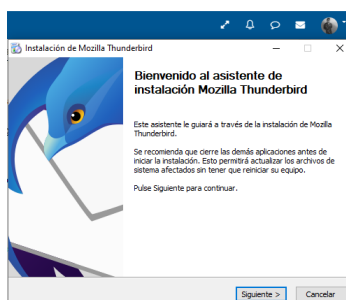 Instalación de Mozilla Thunderbird
Bienvenido al asistente de
instalación Mozilla Thunderbird
Este asistente le guiará a través de la instalación de Mozilla
Thunderbird.
Se recomienda que cierre las demás aplicaciones antes de
iniciar la instalación. Esto permitirá actualizar los archivos de
sistema afectados sin tener que reiniciar su equipo.
Pulse Siguiente para continuar.
Siguiente >
Cancelar